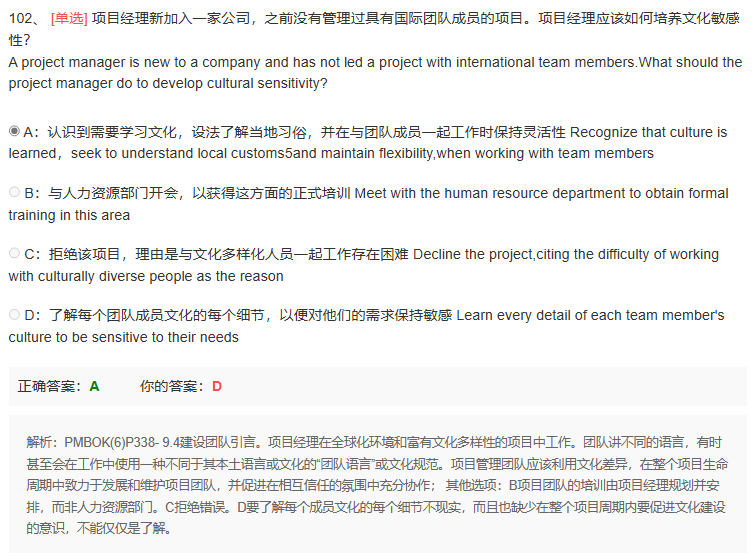 102、 [单选] 项目经理新加入一家公司，之前没有管理过具有国际团队成员的项目。项目经理应该如何培养文化敏感
性？
A project manager is new to a company and has not led a project with international team members.What should the
project manager do to develop cultural sensitivity?
A：认识到需要学习文化，设法了解当地习俗，并在与团队成员一起工作时保持灵活性 Recognize that culture is
learned，seek to understand local customs5and maintain flexibility,when working with team members
B：与人力资源部门开会，以获得这方面的正式培训 Meet with the human resource department to obtain formal
training in this area
C：拒绝该项目，理由是与文化多样化人员一起工作存在困难 Decline the project,citing the difficulty of working
with culturally diverse people as the reason
D：了解每个团队成员文化的每个细节，以便对他们的需求保持敏感 Learn every detail of each team member's
culture to be sensitive to their needs
正确答案：A 你的答案：D
解析：PMBOK(6)P338- 9.4建设团队引言。项目经理在全球化环境和富有文化多样性的项目中工作。团队讲不同的语言，有时
甚至会在工作中使用一种不同于其本土语言或文化的“团队语言”或文化规范。项目管理团队应该利用文化差异，在整个项目生命
周期中致力于发展和维护项目团队，并促进在相互信任的氛围中充分协作； 其他选项：B项目团队的培训由项目经理规划并安
排，而非人力资源部门。C拒绝错误。D要了解每个成员文化的每个细节不现实，而且也缺少在整个项目周期内要促进文化建设
的意识，不能仅仅是了解。